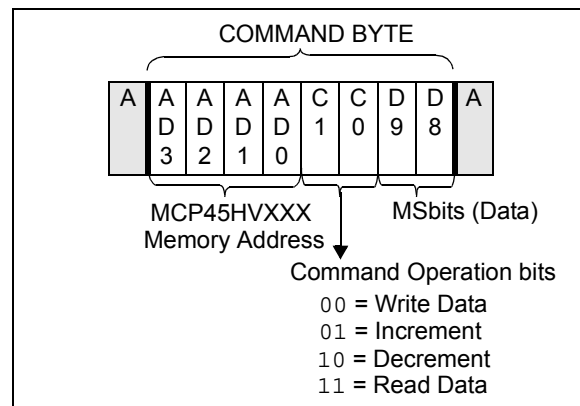 COMMAND BYTE
A A A A A C C D D A
D D D D 1 0 9 8
3 2 1 0
MCP45HVXXX
Memory Address
MSbits (Data)
Command Operation bits
00 = Write Data
01 = Increment
10 = Decrement
11 = Read Data